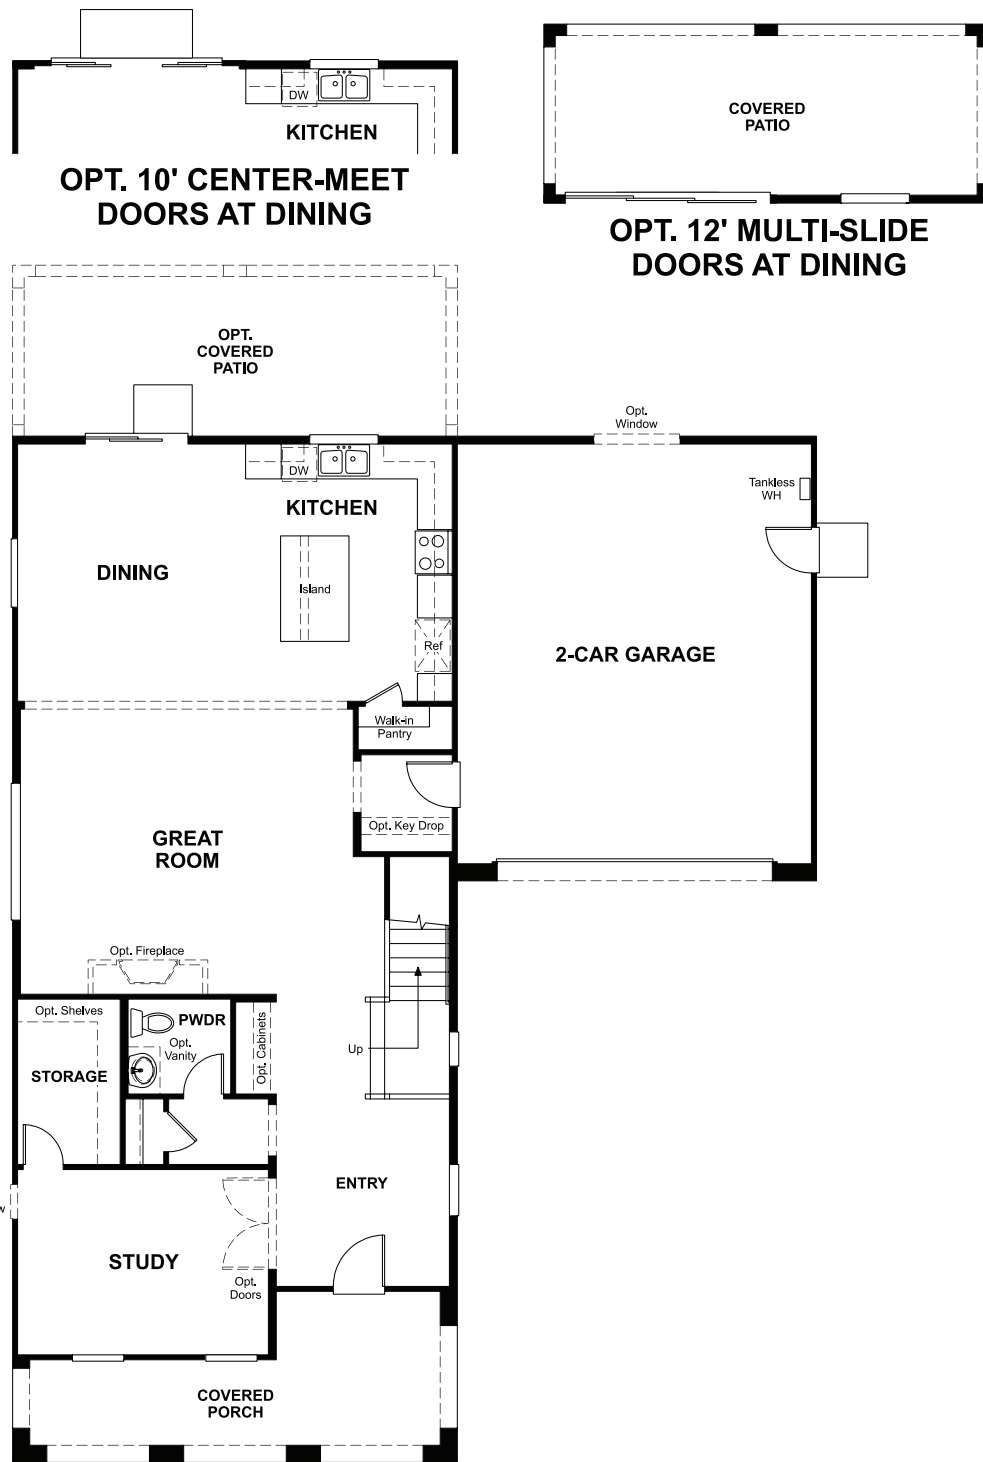 DW
KITCHEN
OPT. 10' CENTER-MEET
DOORS AT DINING
COVERED
PATIO
OPT. 12' MULTI-SLIDE
DOORS AT DINING
OPT.
COVERED
PATIO
Opt.
Window
DW
KITCHEN
Tankless
WH
DINING
Island
Ref
2-CAR GARAGE
Walk-in
Pantry
Opt. Key Drop
GREAT
ROOM
Opt. Fireplace
Opt. Shelves
PWDR
Opt.
Vanity
Opt. Cabinets
Up
STORAGE
ENTRY
STUDY
Opt.
Doors
COVERED
PORCH